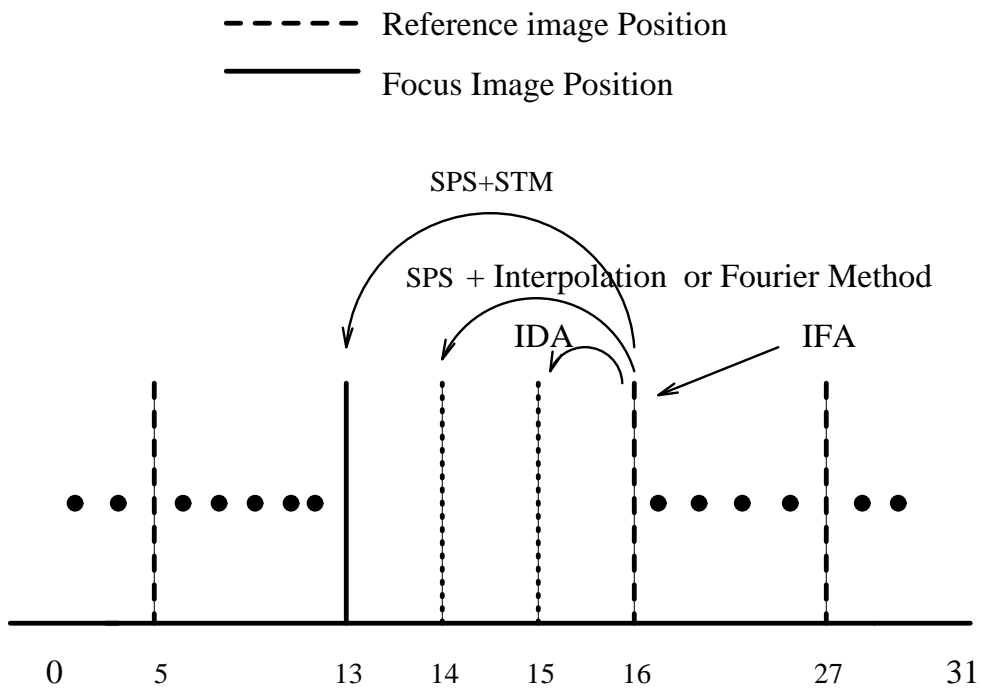 Reference image Position
Focus Image Position
SPS+STM
SPS + Interpolation or Fourier Method
IDA IFA
0 5 13 14 15 16 27 31